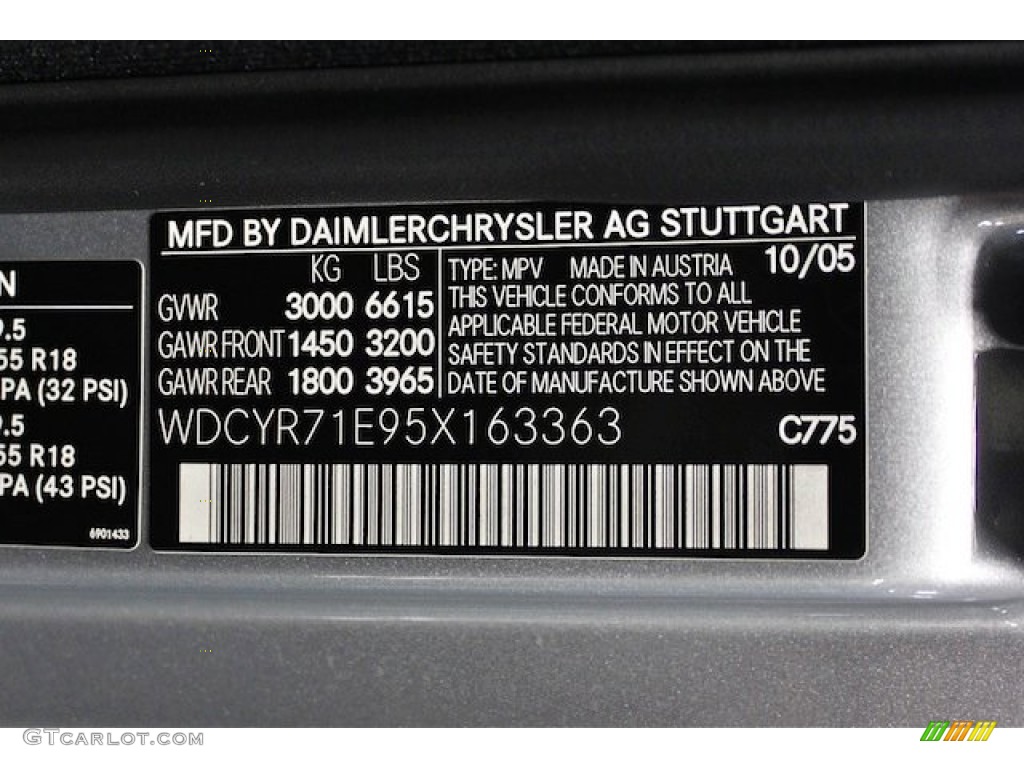 MFD BY DAIMLERCHRYSLER AG STUTTGART
KG LBS
GVWR 3000 6615
GAWR FRONT 1450 3200
GAWR REAR 1800 3965
TYPE: MPV MADE IN AUSTRIA 10/05
THIS VEHICLE CONFORMS TO ALL
APPLICABLE FEDERAL MOTOR VEHICLE
SAFETY STANDARDS IN EFFECT ON THE
DATE OF MANUFACTURE SHOWN ABOVE
WDCYR71E95X163363 C775
N
9.5
55 R18
PA (32 PSI)
9.5
55 R18
PA (43 PSI)
6901433
GTCarlot.com